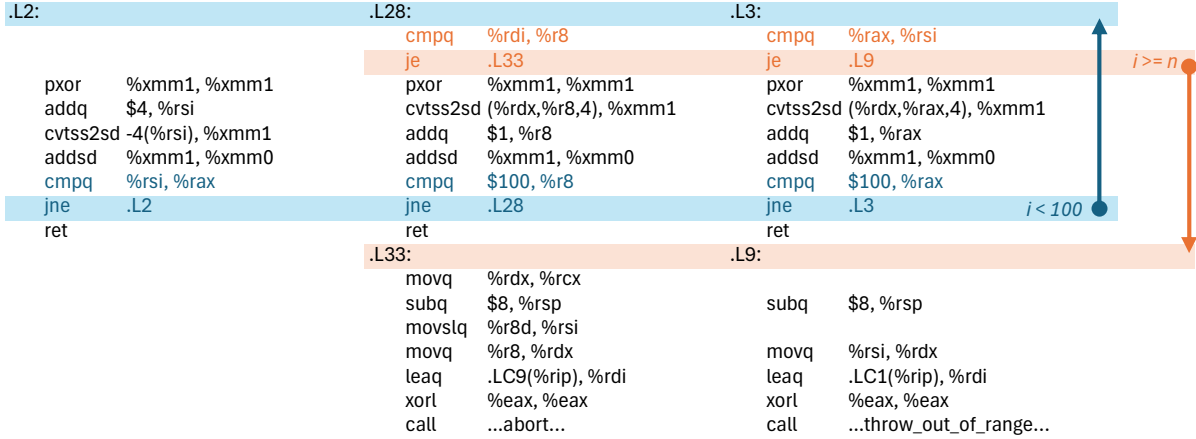 .L2: .L28: .L3:
cmpq %rdi, %r8 cmpq %rax, %rsi
je .L33 je .L9 i >= n
pxor %xmm1, %xmm1 pxor %xmm1, %xmm1 pxor %xmm1, %xmm1
addq $4, %rsi cvtss2sd (%rdx,%r8,4), %xmm1 cvtss2sd (%rdx,%rax,4), %xmm1
cvtss2sd -4(%rsi), %xmm1 addq $1, %r8 addq $1, %rax
addsd %xmm1, %xmm0 addsd %xmm1, %xmm0 addsd %xmm1, %xmm0
cmpq %rsi, %rax cmpq $100, %r8 cmpq $100, %rax
jne .L2 jne .L28 jne .L3 i < 100
ret ret ret
.L33: .L9:
movq %rdx, %rcx
subq $8, %rsp subq $8, %rsp
movslq %r8d, %rsi
movq %r8, %rdx movq %rsi, %rdx
leaq .LC9(%rip), %rdi leaq .LC1(%rip), %rdi
xorl %eax, %eax xorl %eax, %eax
call ...abort... call ...throw_out_of_range...